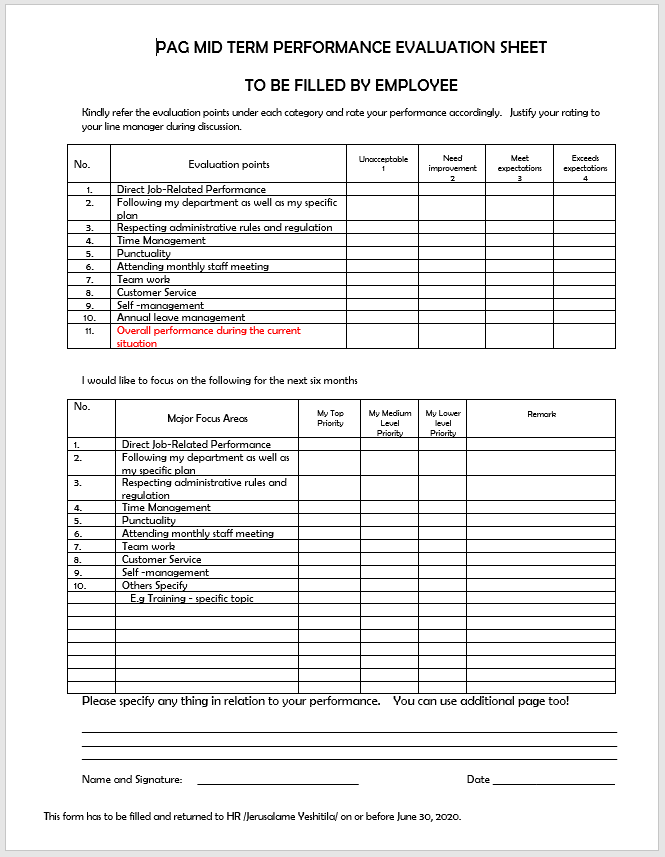 PAG MID TERM PERFORMANCE EVALUATION SHEET
TO BE FILLED BY EMPLOYEE
Kindly refer the evaluation points under each category and rate your performance accordingly. Justify your rating to
your line manager during discussion.
No. Evaluation points Unacceptable 1 Need improvement 2 Meet expectations 3 Exceeds expectations 4
1. Direct Job-Related Performance
2. Following my department as well as my specific
plan
3. Respecting administrative rules and regulation
4. Time Management
5. Punctuality
6. Attending monthly staff meeting
7. Team work
8. Customer Service
9. Self -management
10. Annual leave management
11. Overall performance during the current
situation
I would like to focus on the following for the next six months
No. Major Focus Areas My Top Priority My Medium Level Priority My Lower level Priority Remark
1. Direct Job-Related Performance
2. Following my department as well as
my specific plan
3. Respecting administrative rules and
regulation
4. Time Management
5. Punctuality
6. Attending monthly staff meeting
7. Team work
8. Customer Service
9. Self -management
10. Others Specify
E.g Training - specific topic
Please specify any thing in relation to your performance. You can use additional page too!
Name and Signature: Date
This form has to be filled and returned to HR /Jerusalame Yeshitila/ on or before June 30, 2020.